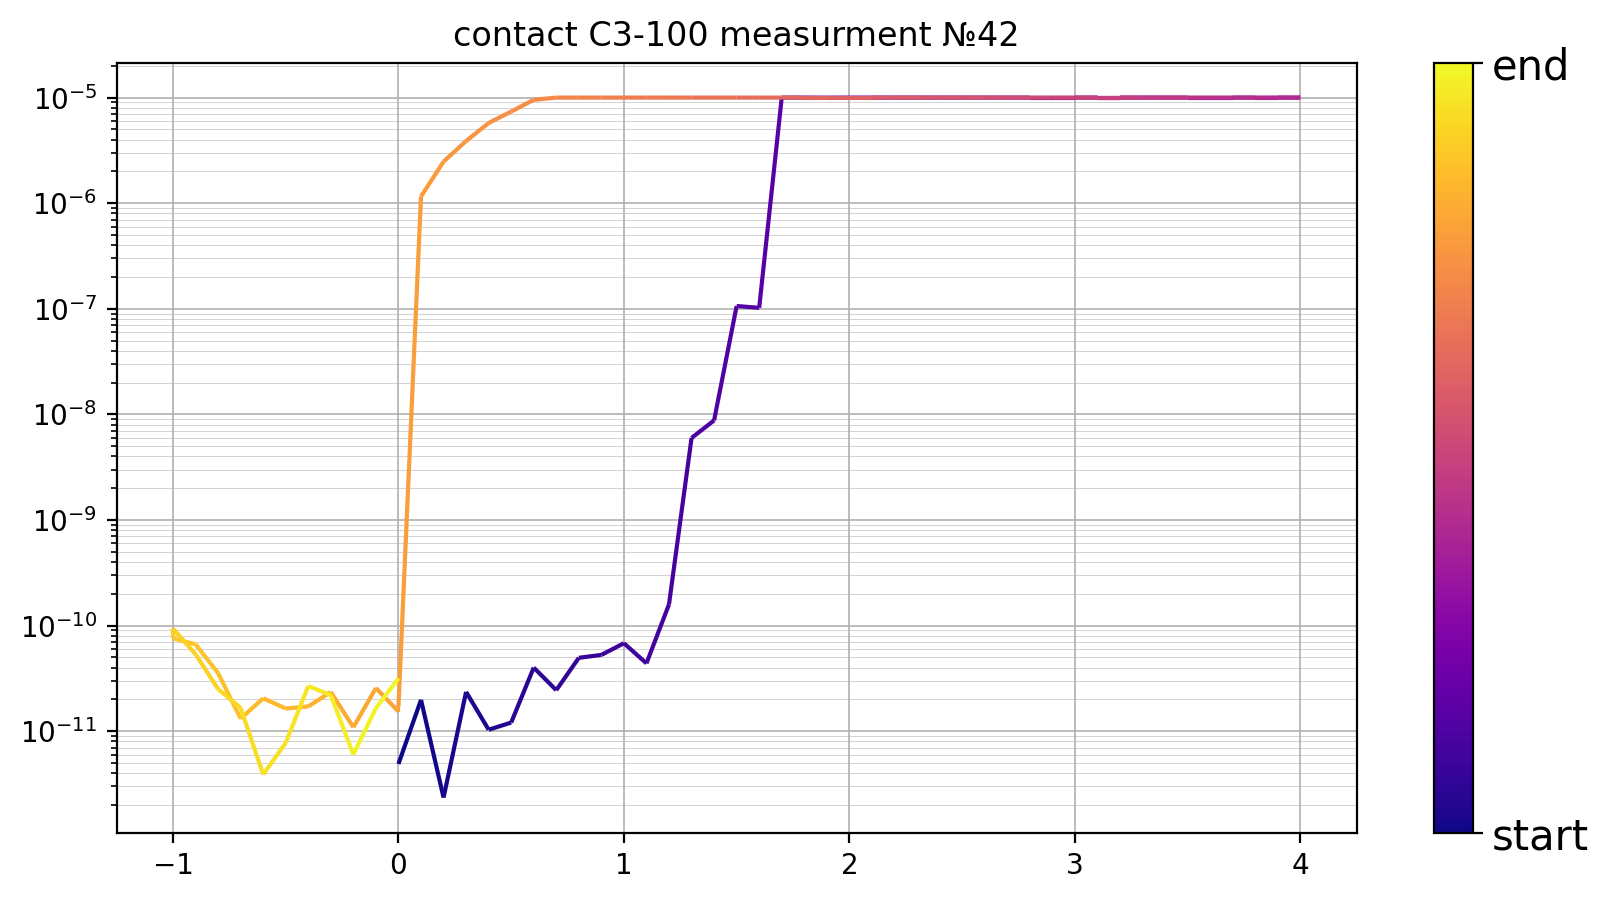 contact C3-100 measurment №42
10⁻⁵
10⁻⁶
10⁻⁷
10⁻⁸
10⁻⁹
10⁻¹⁰
10⁻¹¹
−1 0 1 2 3 4
end
start